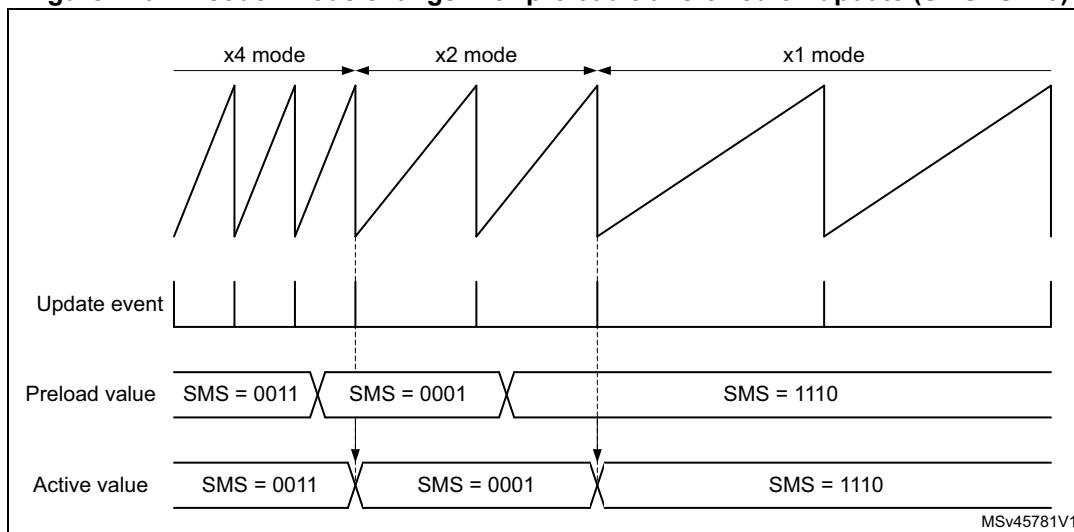 x4 mode x2 mode x1 mode
Update event
Preload value SMS = 0011 SMS = 0001 SMS = 1110
Active value SMS = 0011 SMS = 0001 SMS = 1110
MSv45781V1